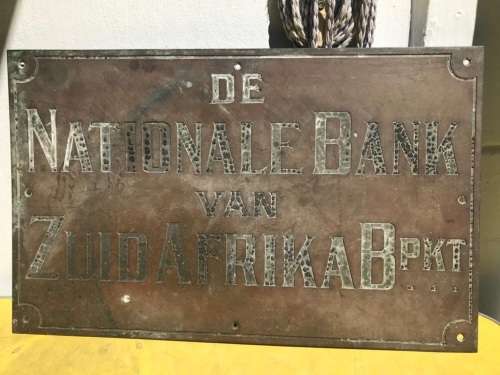 DE
NATIONALE BANK
VAN
ZUID AFRIKA BPKT